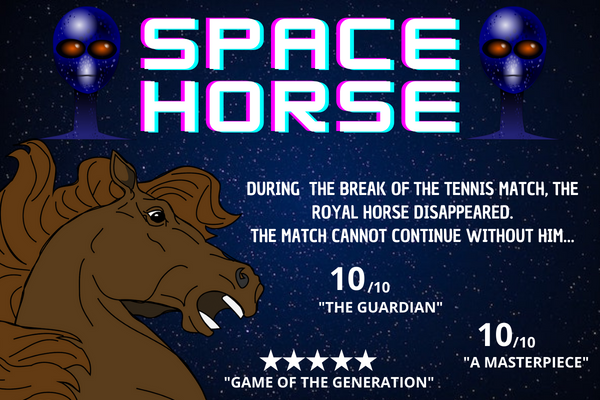 SPACE
HORSE
DURING THE BREAK OF THE TENNIS MATCH, THE
ROYAL HORSE DISAPPEARED.
THE MATCH CANNOT CONTINUE WITHOUT HIM...
10/10
"THE GUARDIAN"
10/10
"A MASTERPIECE"
★★★★★
"GAME OF THE GENERATION"